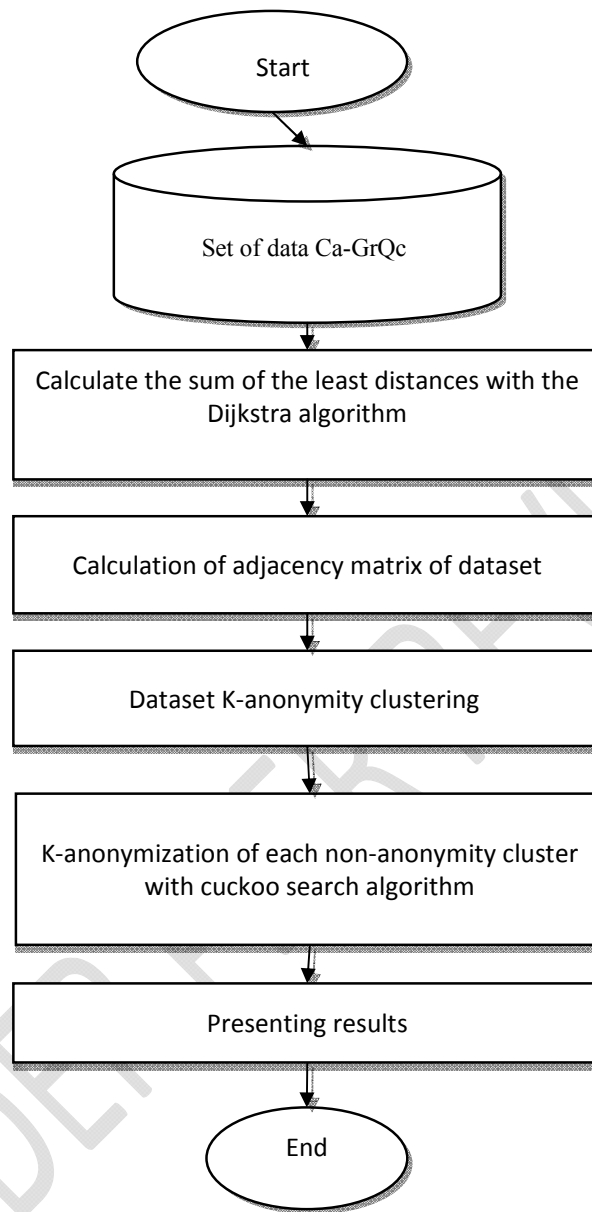 Start
Set of data Ca-GrQc
Calculate the sum of the least distances with the
Dijkstra algorithm
Calculation of adjacency matrix of dataset
Dataset K-anonymity clustering
K-anonymization of each non-anonymity cluster
with cuckoo search algorithm
Presenting results
End